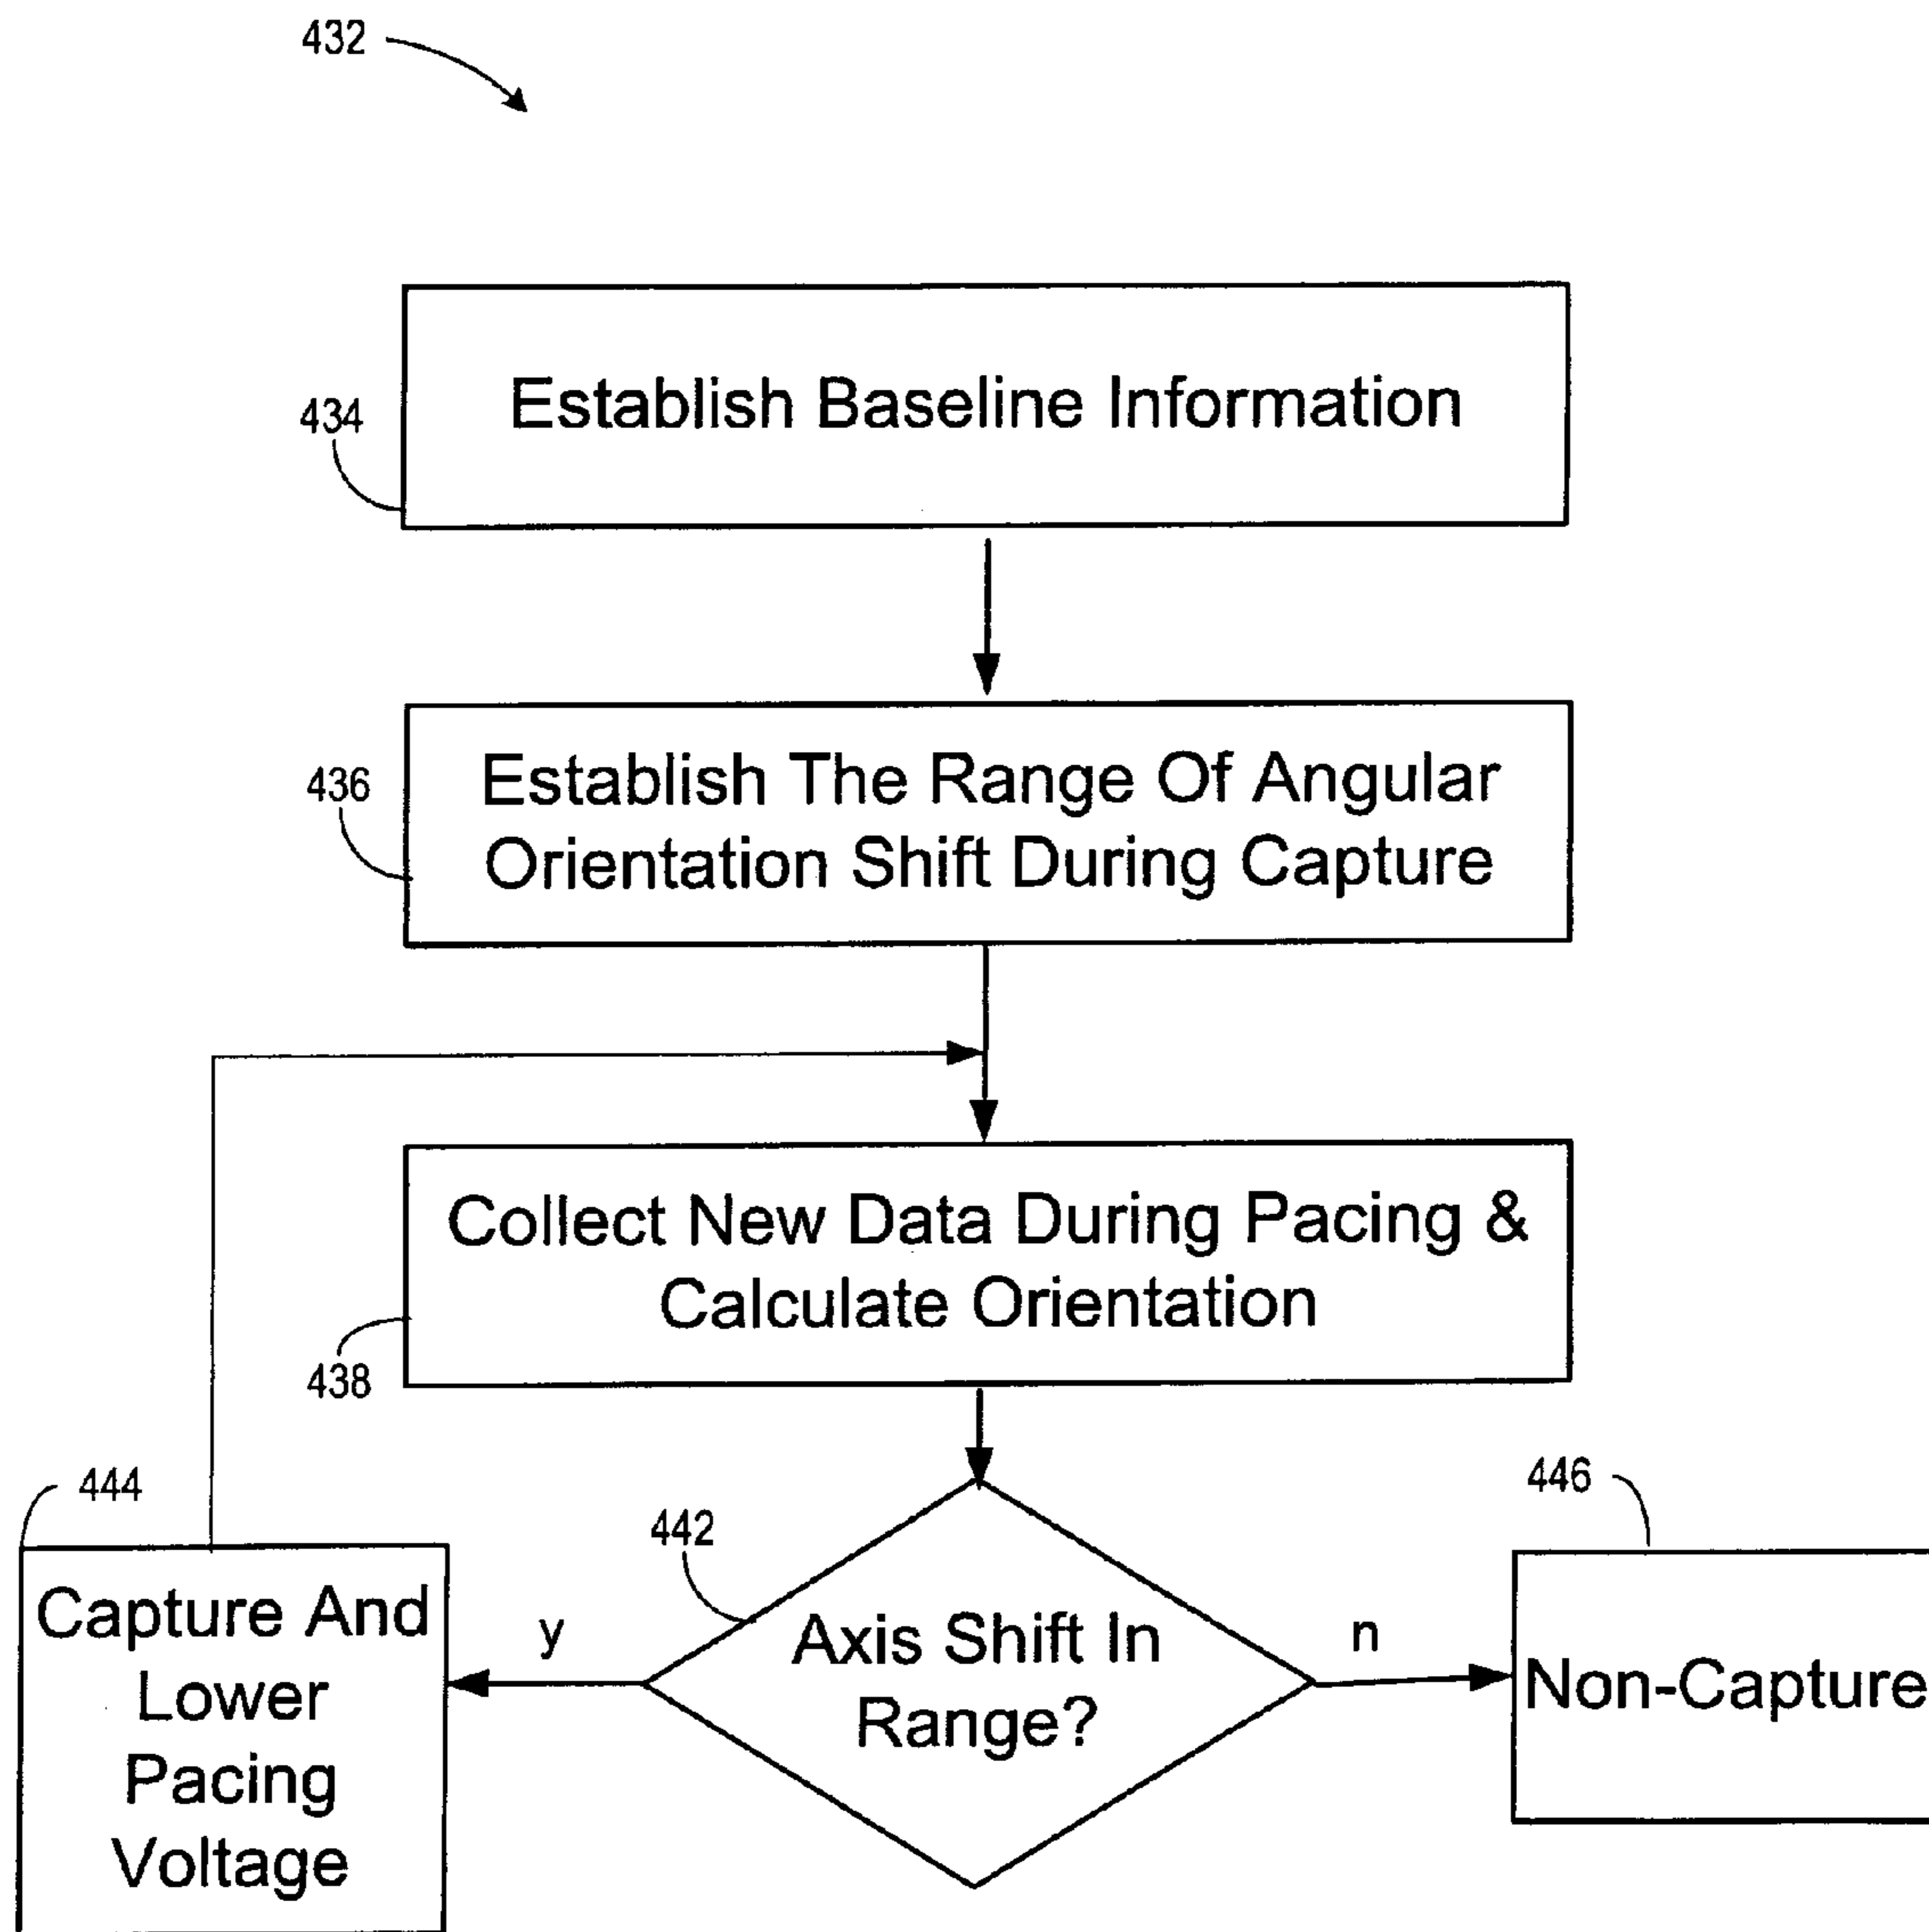 432
Establish Baseline Information
434
Establish The Range Of Angular
Orientation Shift During Capture
436
Collect New Data During Pacing &
Calculate Orientation
438
444
442
446
Capture And
Lower
Pacing
Voltage
y
Axis Shift In
Range?
n
Non-Capture